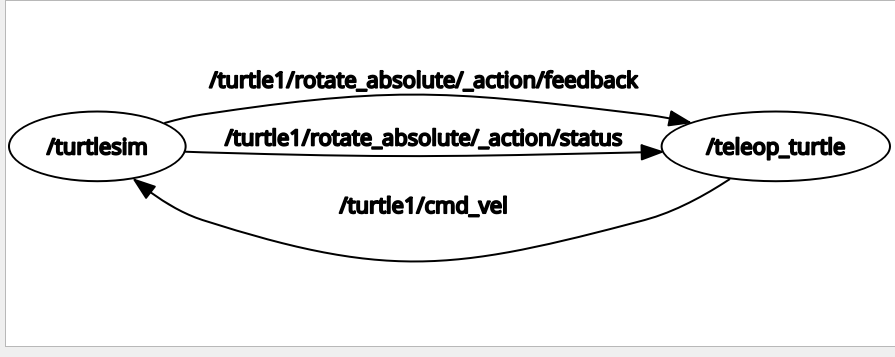 /turtle1/rotate_absolute/_action/feedback
/turtle1/rotate_absolute/_action/status
/turtlesim
/teleop_turtle
/turtle1/cmd_vel